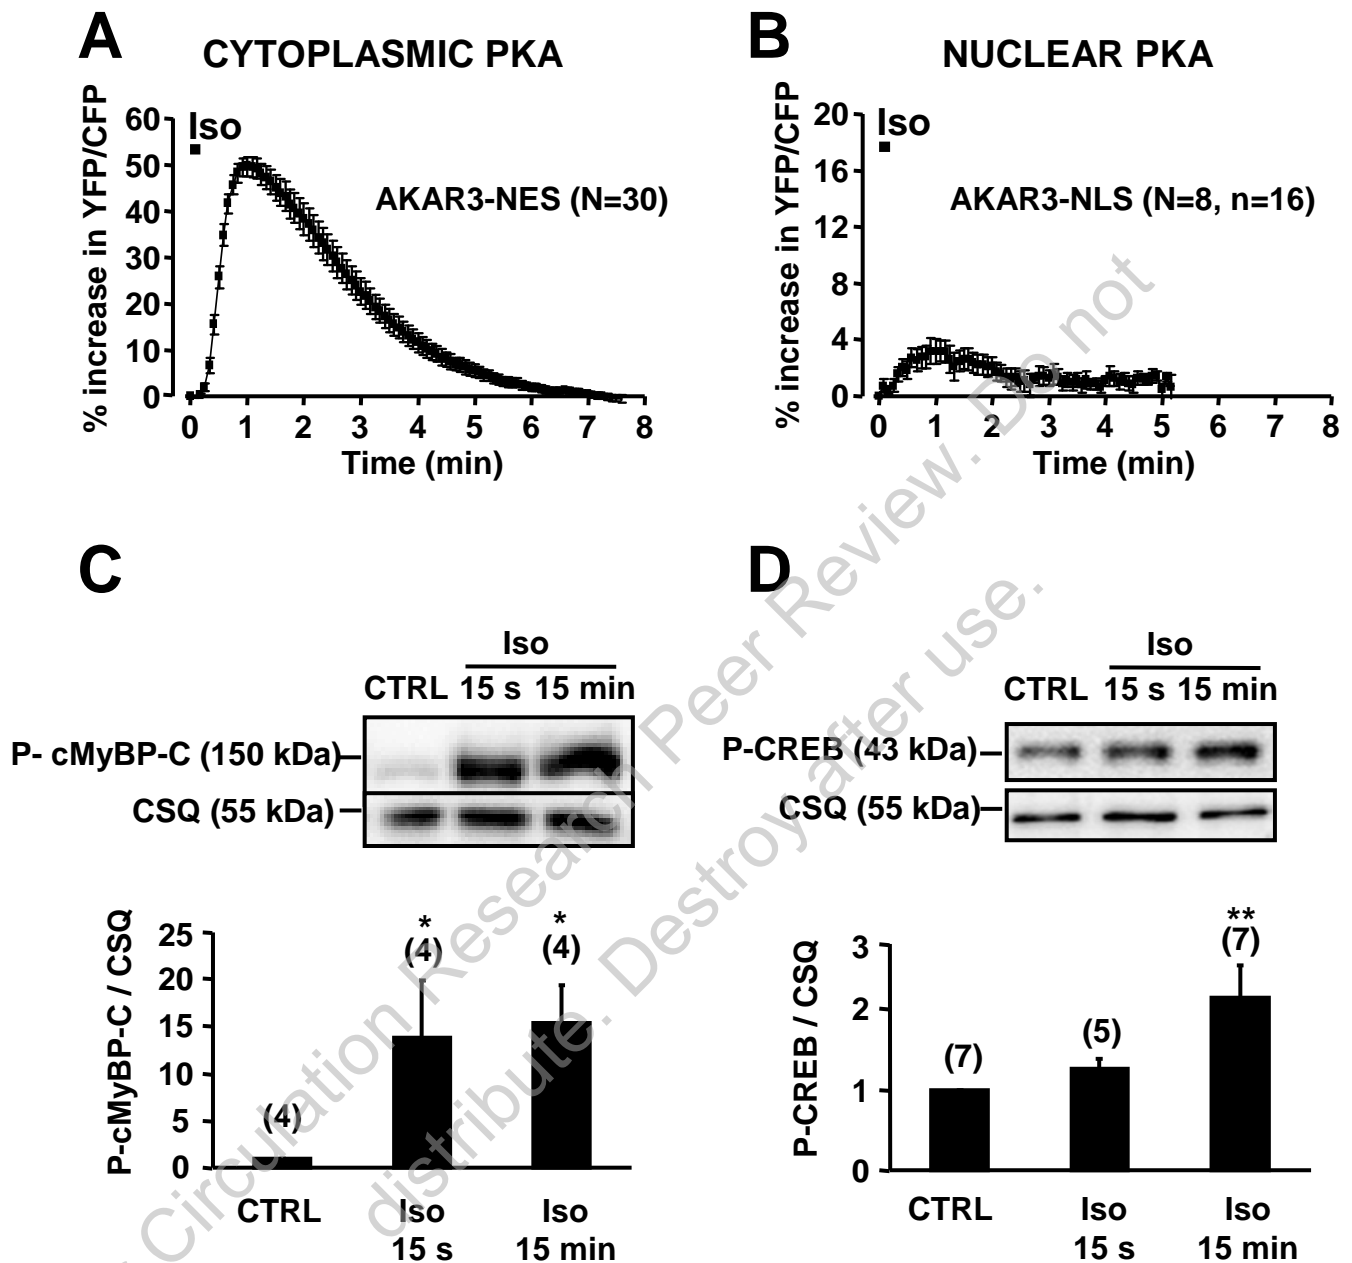 A
CYTOPLASMIC PKA
% increase in YFP/CFP
60
50
40
30
20
10
0
Iso
AKAR3-NES (N=30)
0 1 2 3 4 5 6 7 8
Time (min)
B
NUCLEAR PKA
% increase in YFP/CFP
20
16
12
8
4
0
Iso
AKAR3-NLS (N=8, n=16)
0 1 2 3 4 5 6 7 8
Time (min)
C
Iso
CTRL 15 s 15 min
P- cMyBP-C (150 kDa)
CSQ (55 kDa)
P-cMyBP-C / CSQ
25
20
15
10
5
0
(4)
*
(4)
*
(4)
CTRL
Iso
15 s
Iso
15 min
D
Iso
CTRL 15 s 15 min
P-CREB (43 kDa)
CSQ (55 kDa)
P-CREB / CSQ
3
2
1
0
(7)
(5)
**
(7)
CTRL
Iso
15 s
Iso
15 min
Circulation Research Peer Review. Do not
distribute. Destroy after use.